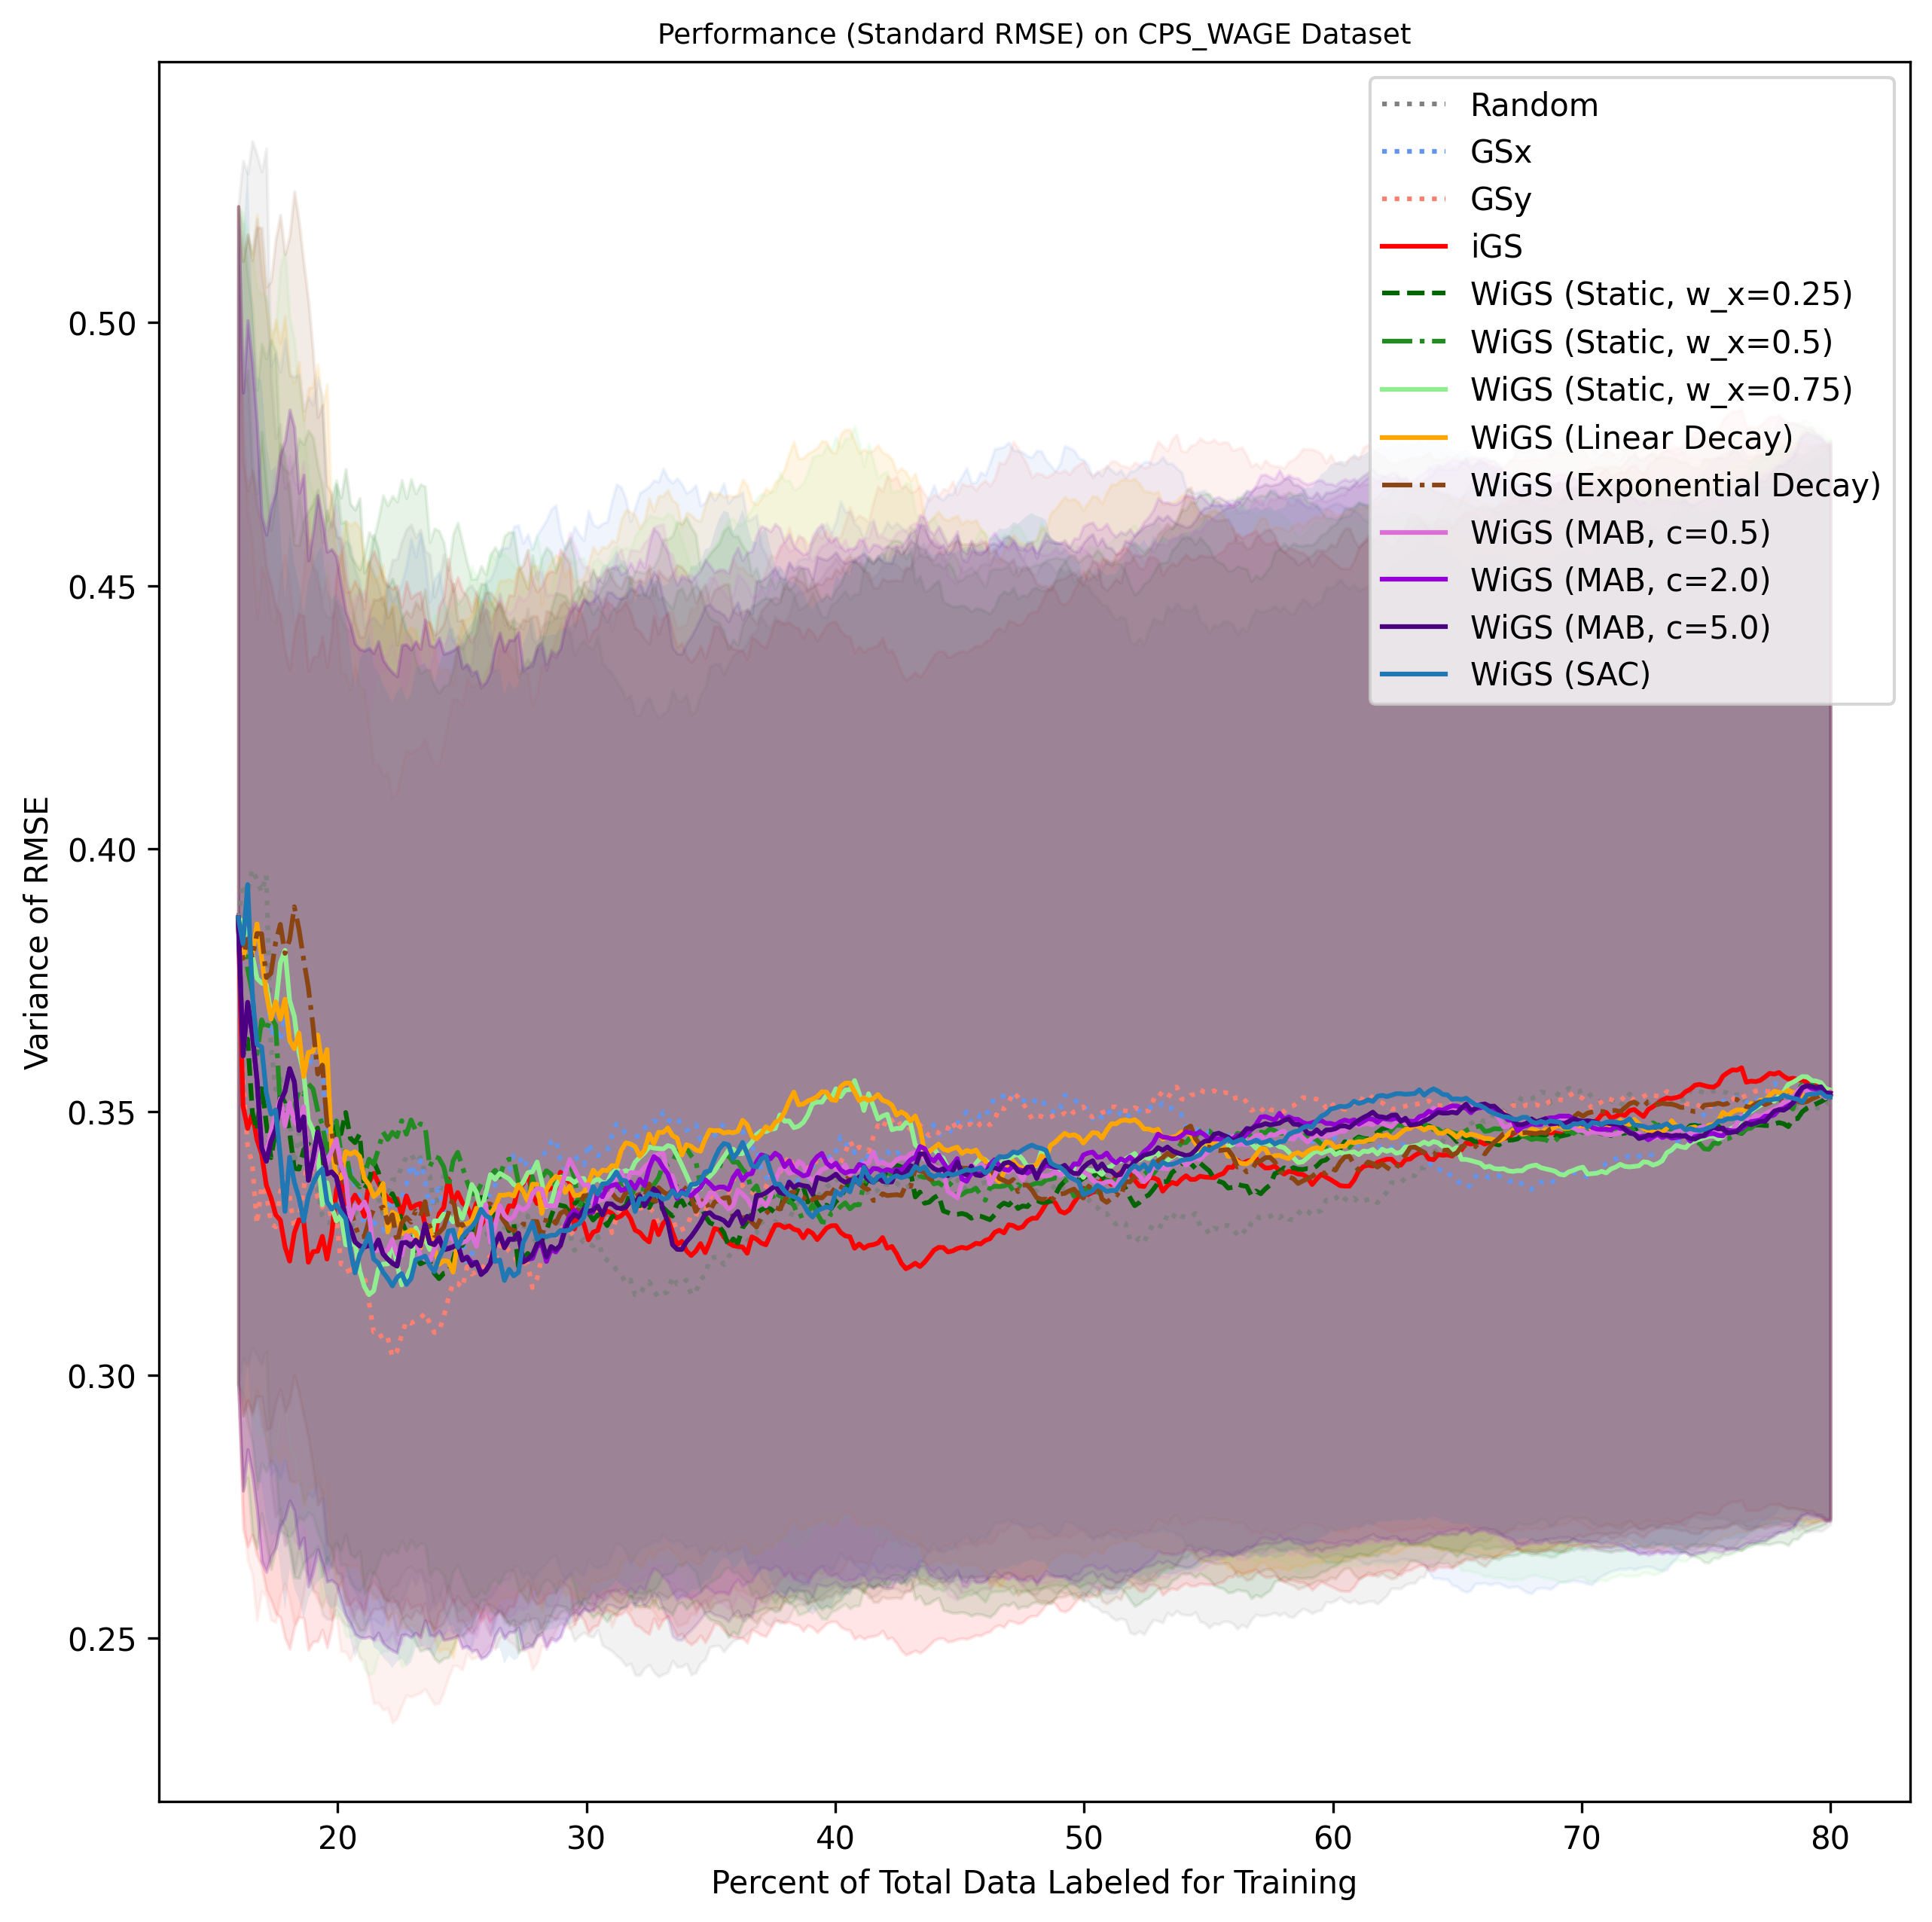 Performance (Standard RMSE) on CPS_WAGE Dataset
Random
GSx
GSy
iGS
WiGS (Static, w_x=0.25)
WiGS (Static, w_x=0.5)
WiGS (Static, w_x=0.75)
WiGS (Linear Decay)
WiGS (Exponential Decay)
WiGS (MAB, c=0.5)
WiGS (MAB, c=2.0)
WiGS (MAB, c=5.0)
WiGS (SAC)
Variance of RMSE
0.50
0.45
0.40
0.35
0.30
0.25
20 30 40 50 60 70 80
Percent of Total Data Labeled for Training